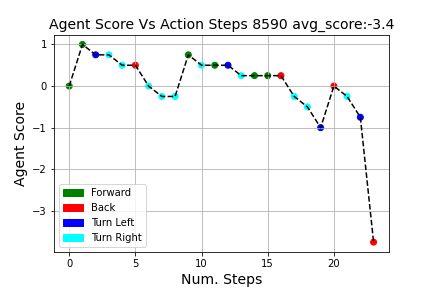 Agent Score Vs Action Steps 8590 avg_score:-3.4
Agent Score
1
0
−1
−2
−3
Forward
Back
Turn Left
Turn Right
0 5 10 15 20
Num. Steps